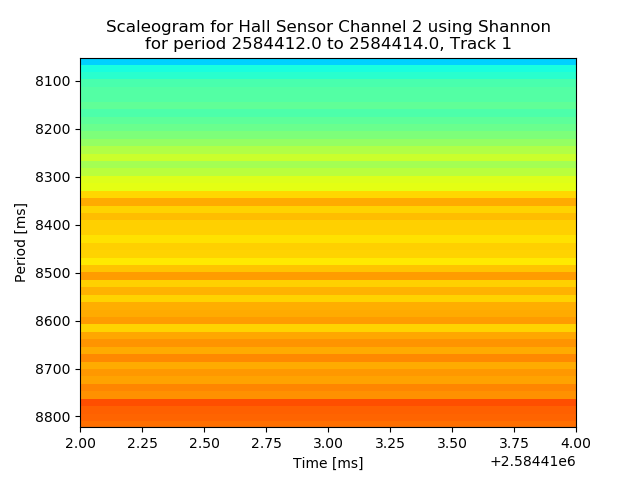 Scaleogram for Hall Sensor Channel 2 using Shannon
for period 2584412.0 to 2584414.0, Track 1
Period [ms]
8100
8200
8300
8400
8500
8600
8700
8800
2.00 2.25 2.50 2.75 3.00 3.25 3.50 3.75 4.00
Time [ms]
+2.58441e6